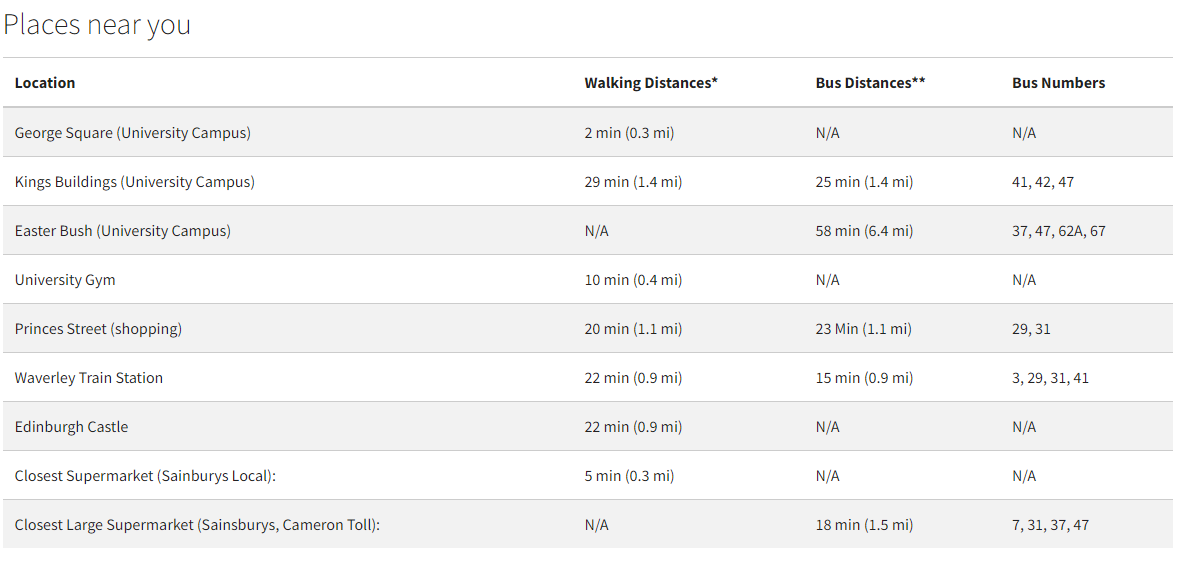 Places near you
Location Walking Distances* Bus Distances** Bus Numbers
George Square (University Campus) 2 min (0.3 mi) N/A N/A
Kings Buildings (University Campus) 29 min (1.4 mi) 25 min (1.4 mi) 41, 42, 47
Easter Bush (University Campus) N/A 58 min (6.4 mi) 37, 47, 62A, 67
University Gym 10 min (0.4 mi) N/A N/A
Princes Street (shopping) 20 min (1.1 mi) 23 Min (1.1 mi) 29, 31
Waverley Train Station 22 min (0.9 mi) 15 min (0.9 mi) 3, 29, 31, 41
Edinburgh Castle 22 min (0.9 mi) N/A N/A
Closest Supermarket (Sainburys Local): 5 min (0.3 mi) N/A N/A
Closest Large Supermarket (Sainsburys, Cameron Toll): N/A 18 min (1.5 mi) 7, 31, 37, 47